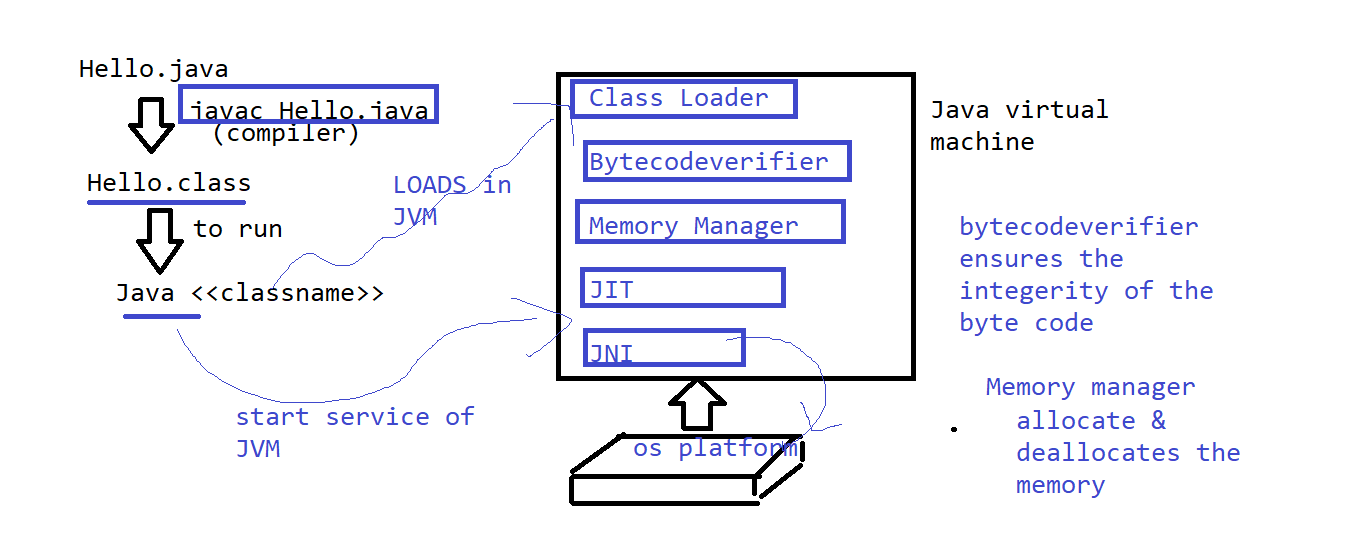 Hello.java
javac Hello.java
(compiler)
Hello.class
to run
Java <<classname>>
LOADS in
JVM
start service of
JVM
Class Loader
Bytecodeverifier
Memory Manager
JIT
JNI
os platform
Java virtual
machine
bytecodeverifier
ensures the
integerity of the
byte code
Memory manager
allocate &
deallocates the
memory